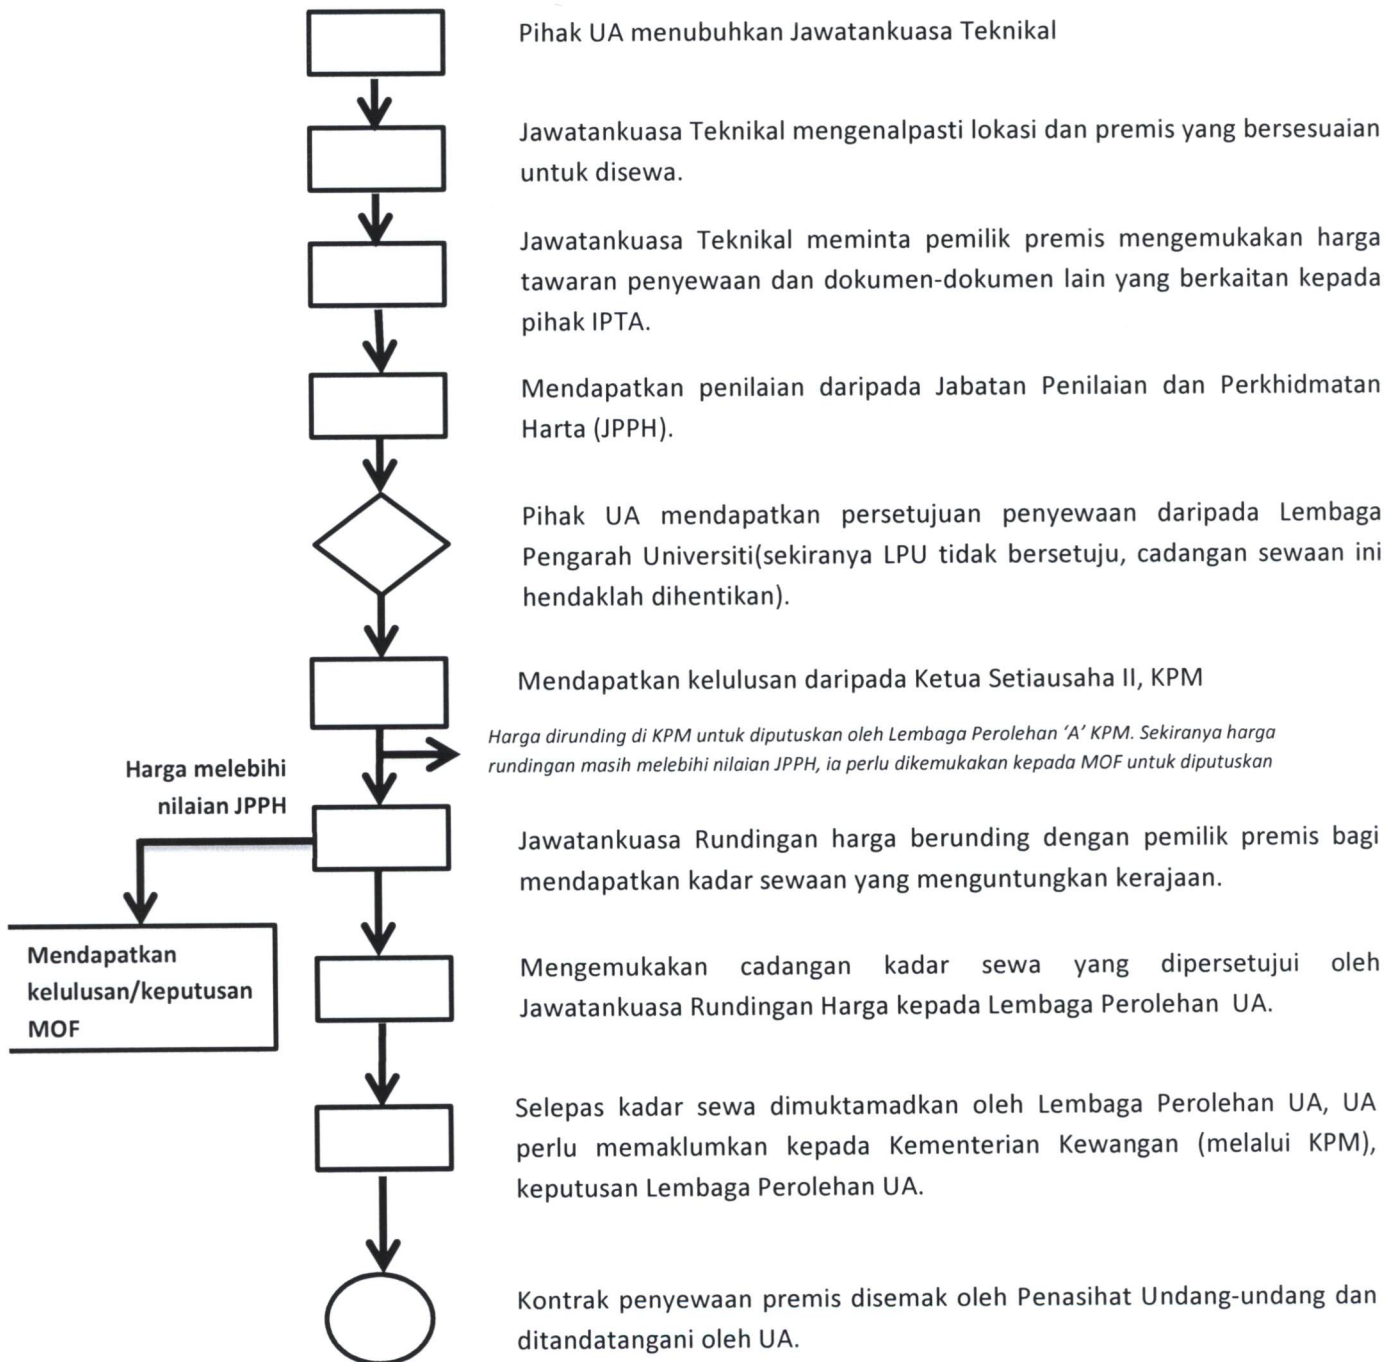 Pihak UA menubuhkan Jawatankuasa Teknikal
Jawatankuasa Teknikal mengenalpasti lokasi dan premis yang bersesuaian
untuk disewa.
Jawatankuasa Teknikal meminta pemilik premis mengemukakan harga
tawaran penyewaan dan dokumen-dokumen lain yang berkaitan kepada
pihak IPTA.
Mendapatkan penilaian daripada Jabatan Penilaian dan Perkhidmatan
Harta (JPPH).
Pihak UA mendapatkan persetujuan penyewaan daripada Lembaga
Pengarah Universiti(sekiranya LPU tidak bersetuju, cadangan sewaan ini
hendaklah dihentikan).
Mendapatkan kelulusan daripada Ketua Setiausaha II, KPM
Harga dirunding di KPM untuk diputuskan oleh Lembaga Perolehan ‘A’ KPM. Sekiranya harga
rundingan masih melebihi nilaian JPPH, ia perlu dikemukakan kepada MOF untuk diputuskan
Harga melebihi
nilaian JPPH
Jawatankuasa Rundingan harga berunding dengan pemilik premis bagi
mendapatkan kadar sewaan yang menguntungkan kerajaan.
Mendapatkan
kelulusan/keputusan
MOF
Mengemukakan cadangan kadar sewa yang dipersetujui oleh
Jawatankuasa Rundingan Harga kepada Lembaga Perolehan UA.
Selepas kadar sewa dimuktamadkan oleh Lembaga Perolehan UA, UA
perlu memaklumkan kepada Kementerian Kewangan (melalui KPM),
keputusan Lembaga Perolehan UA.
Kontrak penyewaan premis disemak oleh Penasihat Undang-undang dan
ditandatangani oleh UA.